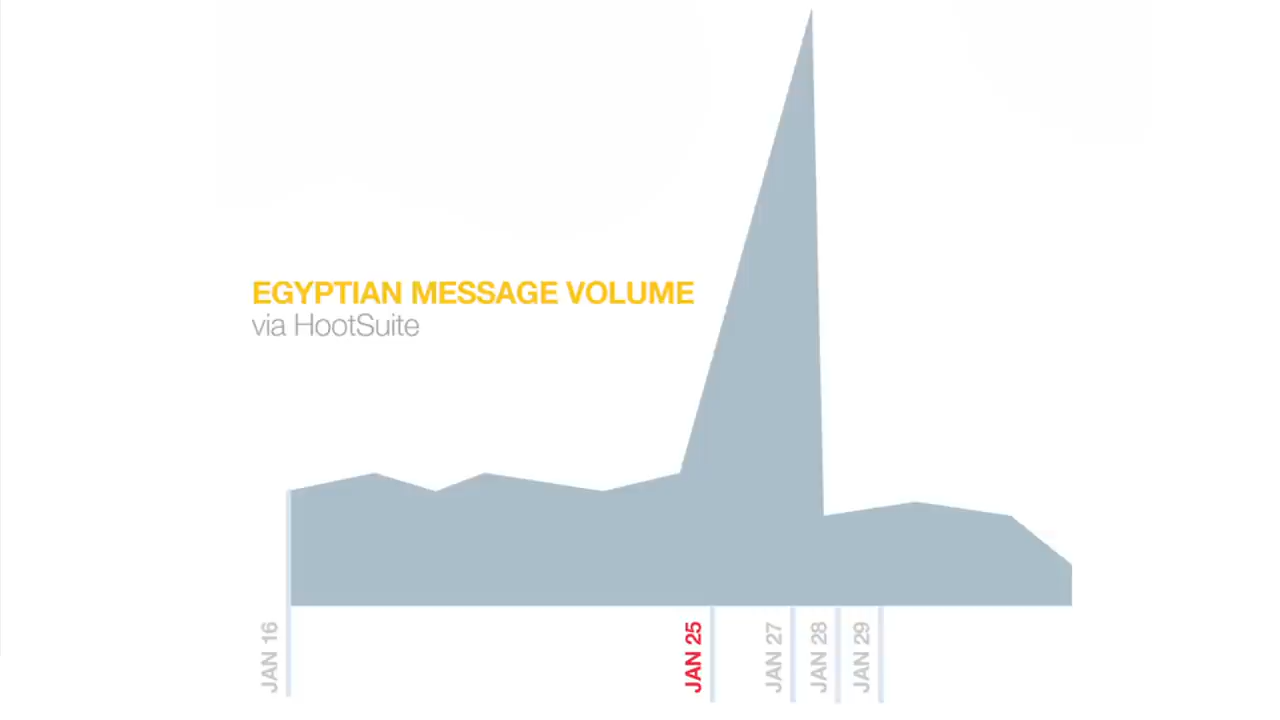 EGYPTIAN MESSAGE VOLUME
via HootSuite
JAN 16
JAN 25
JAN 27
JAN 28
JAN 29